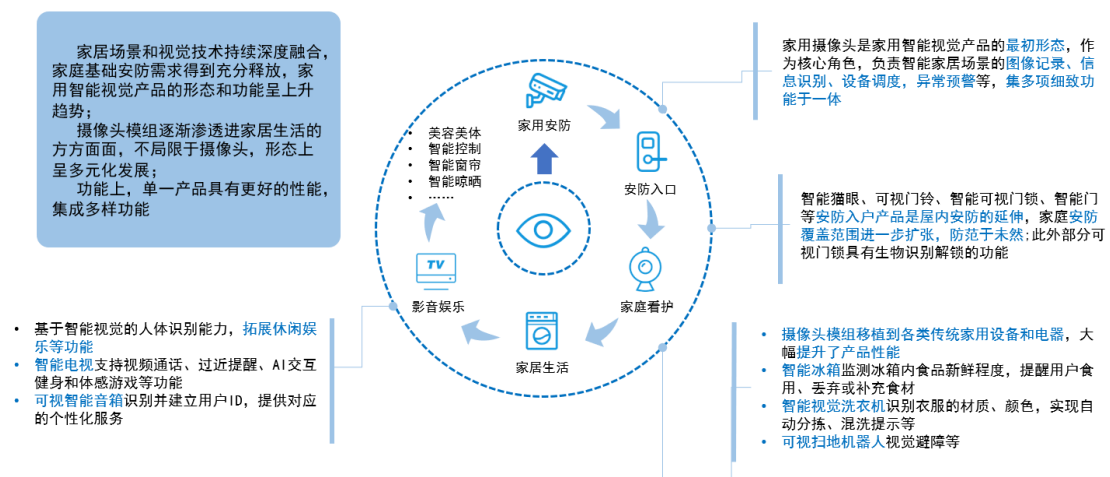 家居场景和视觉技术持续深度融合，
家庭基础安防需求得到充分释放，家
用智能视觉产品的形态和功能呈上升
趋势；
摄像头模组逐渐渗透进家居生活的
方方面面，不局限于摄像头，形态上
呈多元化发展；
功能上，单一产品具有更好的性能，
集成多样功能
家用安防
安防入口
家庭看护
家居生活
影音娱乐
TV
• 美容美体
• 智能控制
• 智能窗帘
• 智能晾晒
• ……
家用摄像头是家用智能视觉产品的最初形态，作
为核心角色，负责智能家居场景的图像记录、信
息识别、设备调度，异常预警等，集多项细致功
能于一体
智能猫眼、可视门铃、智能可视门锁、智能门
等安防入户产品是屋内安防的延伸，家庭安防
覆盖范围进一步扩张，防范于未然;此外部分可
视门锁具有生物识别解锁的功能
• 摄像头模组移植到各类传统家用设备和电器，大
幅提升了产品性能
• 智能冰箱监测冰箱内食品新鲜程度，提醒用户食
用、丢弃或补充食材
• 智能视觉洗衣机识别衣服的材质、颜色，实现自
动分拣、混洗提示等
• 可视扫地机器人视觉避障等
• 基于智能视觉的人体识别能力，拓展休闲娱
乐等功能
• 智能电视支持视频通话、过近提醒、AI交互
健身和体感游戏等功能
• 可视智能音箱识别并建立用户ID，提供对应
的个性化服务